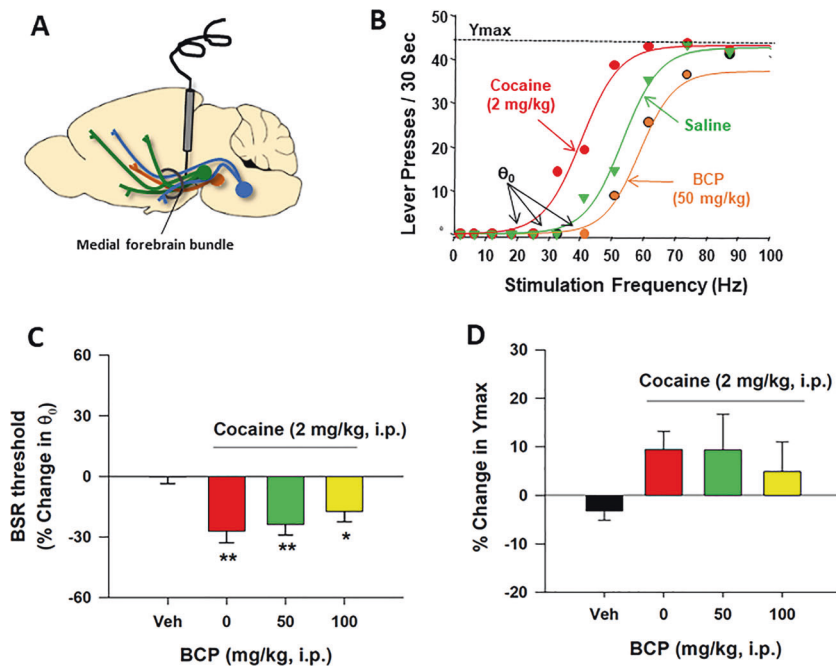 A
Medial forebrain bundle
B
Ymax
Lever Presses / 30 Sec
50
40
30
20
10
0
Cocaine
(2 mg/kg)
Saline
θ0
BCP
(50 mg/kg)
0 10 20 30 40 50 60 70 80 90 100
Stimulation Frequency (Hz)
C
BSR threshold
(% Change in θ0)
60
30
0
-30
-60
Cocaine (2 mg/kg, i.p.)
** ** *
Veh 0 50 100
BCP (mg/kg, i.p.)
D
% Change in Ymax
30
20
10
0
-10
-20
Cocaine (2 mg/kg, i.p.)
Veh 0 50 100
BCP (mg/kg, i.p.)